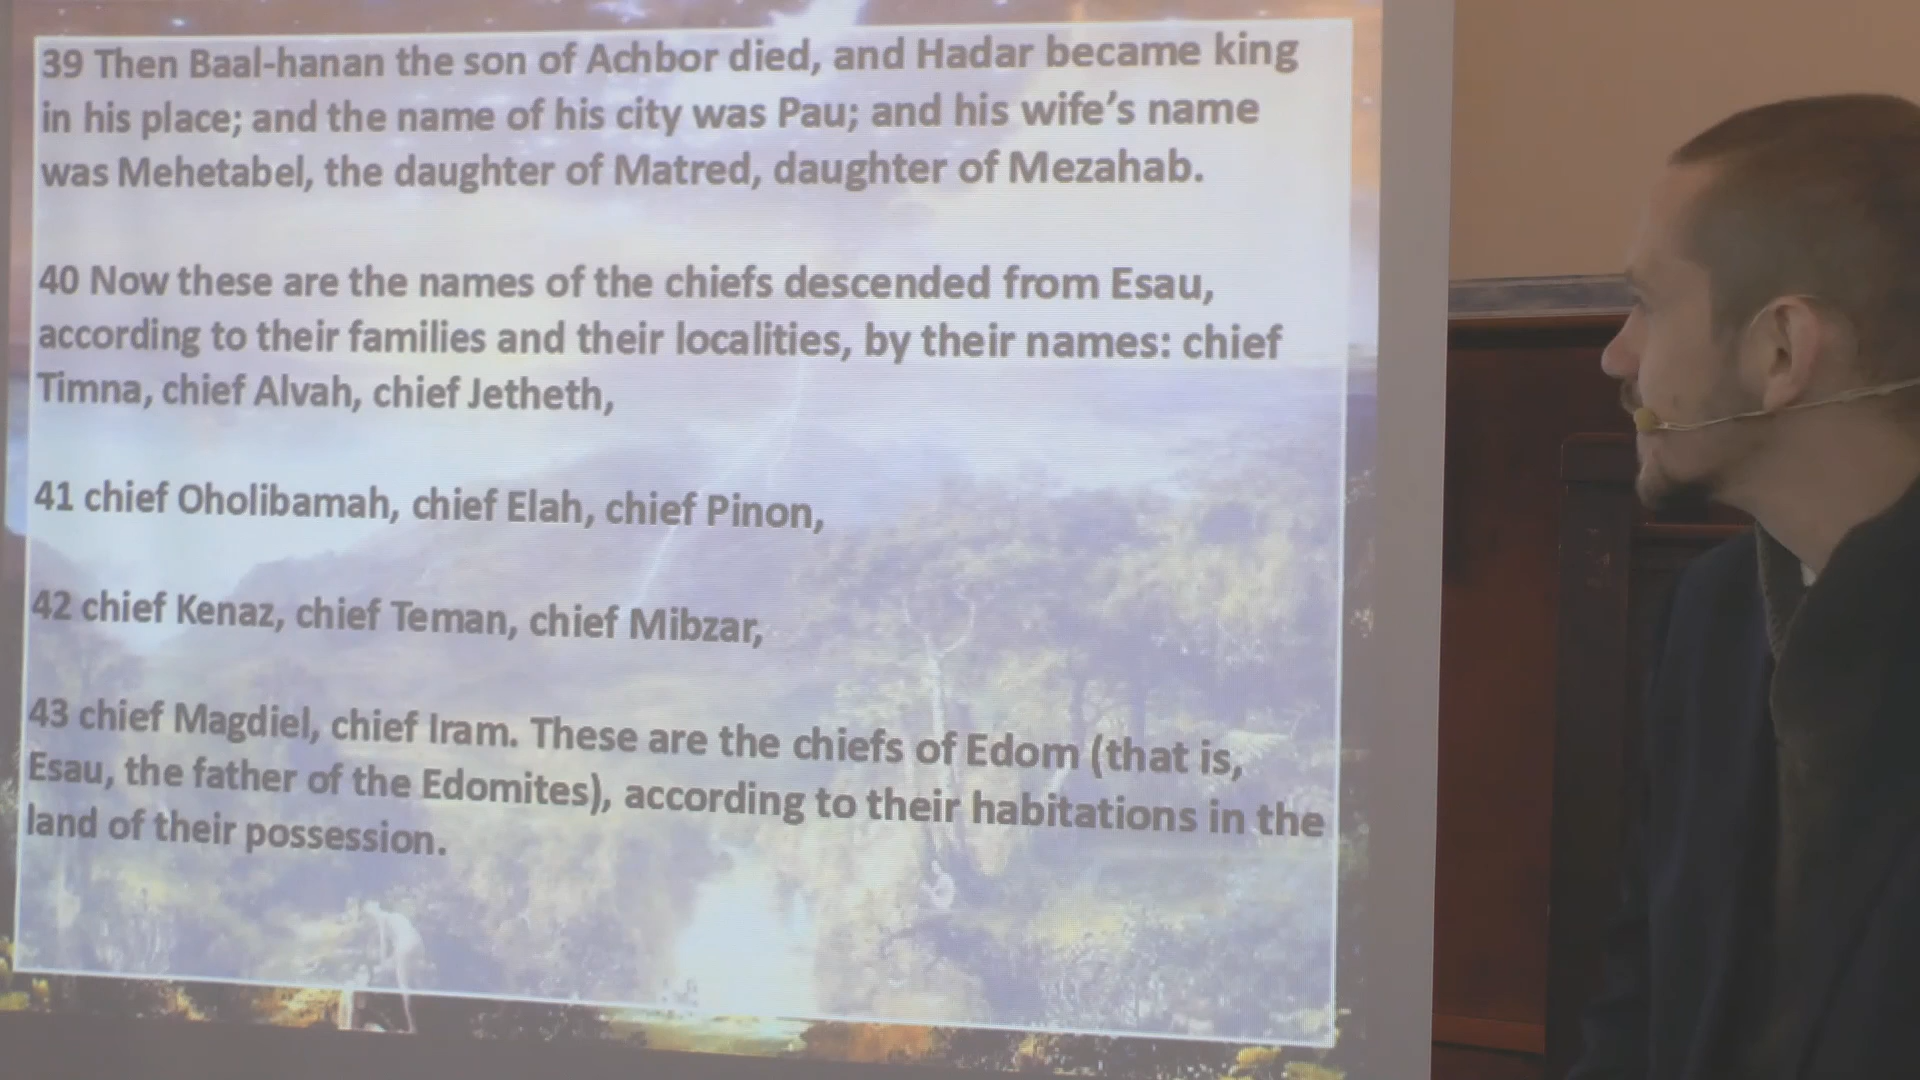 39 Then Baal-hanan the son of Achbor died, and Hadar became king
in his place; and the name of his city was Pau; and his wife’s name
was Mehetabel, the daughter of Matred, daughter of Mezahab.
40 Now these are the names of the chiefs descended from Esau,
according to their families and their localities, by their names: chief
Timna, chief Alvah, chief Jetheth,
41 chief Oholibamah, chief Elah, chief Pinon,
42 chief Kenaz, chief Teman, chief Mibzar,
43 chief Magdiel, chief Iram. These are the chiefs of Edom (that is,
Esau, the father of the Edomites), according to their habitations in the
land of their possession.